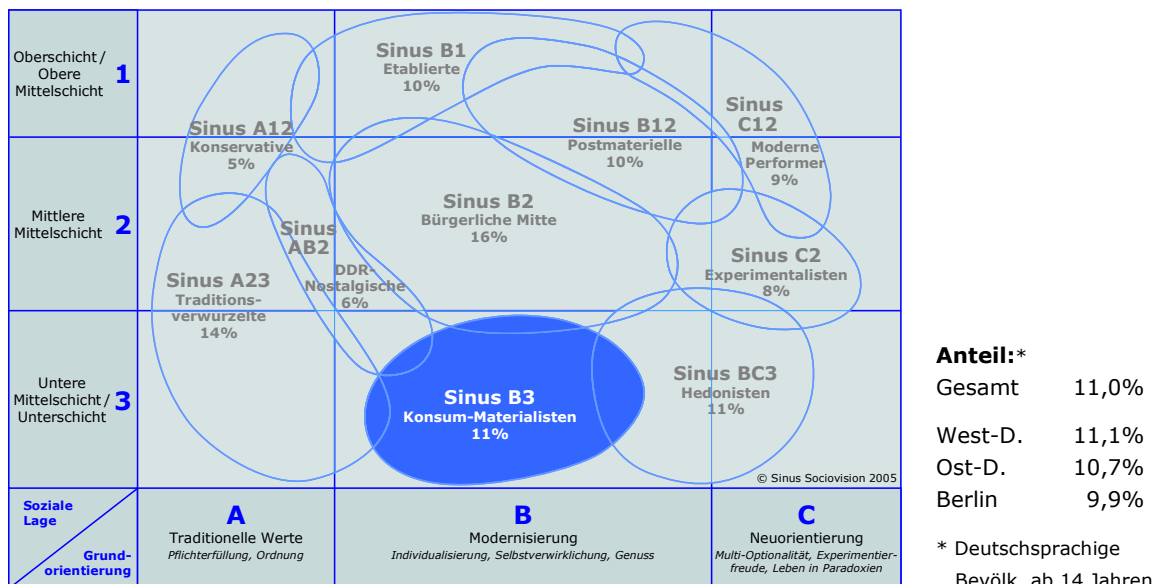 Oberschicht /
Obere
Mittelschicht
1
Mittlere
Mittelschicht
2
Untere
Mittelschicht /
Unterschicht
3
Sinus B1
Etablierte
10%
Sinus A12
Konservative
5%
Sinus B12
Postmaterielle
10%
Sinus
C12
Moderne
Performer
9%
Sinus B2
Bürgerliche Mitte
16%
Sinus
AB2
DDR-
Nostalgische
6%
Sinus A23
Traditions-
verwurzelte
14%
Sinus C2
Experimentalisten
8%
Sinus B3
Konsum-Materialisten
11%
Sinus BC3
Hedonisten
11%
© Sinus Sociovision 2005
Soziale
Lage
Grund-
orientierung
A
Traditionelle Werte
Pflichterfüllung, Ordnung
B
Modernisierung
Individualisierung, Selbstverwirklichung, Genuss
C
Neuorientierung
Multi-Optionalität, Experimentier-
freude, Leben in Paradoxien
Anteil:*
Gesamt 11,0%
West-D. 11,1%
Ost-D. 10,7%
Berlin 9,9%
* Deutschsprachige
Bevölk. ab 14 Jahren